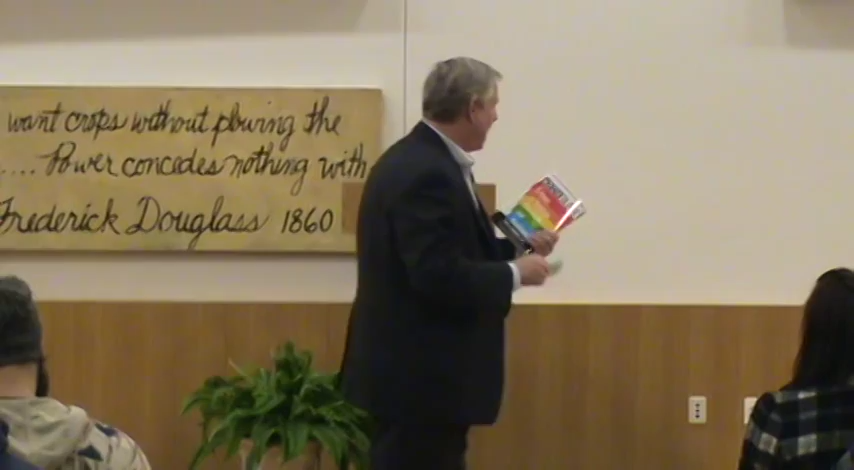 want crops without plowing the
.... Power concedes nothing with
Frederick Douglass 1860